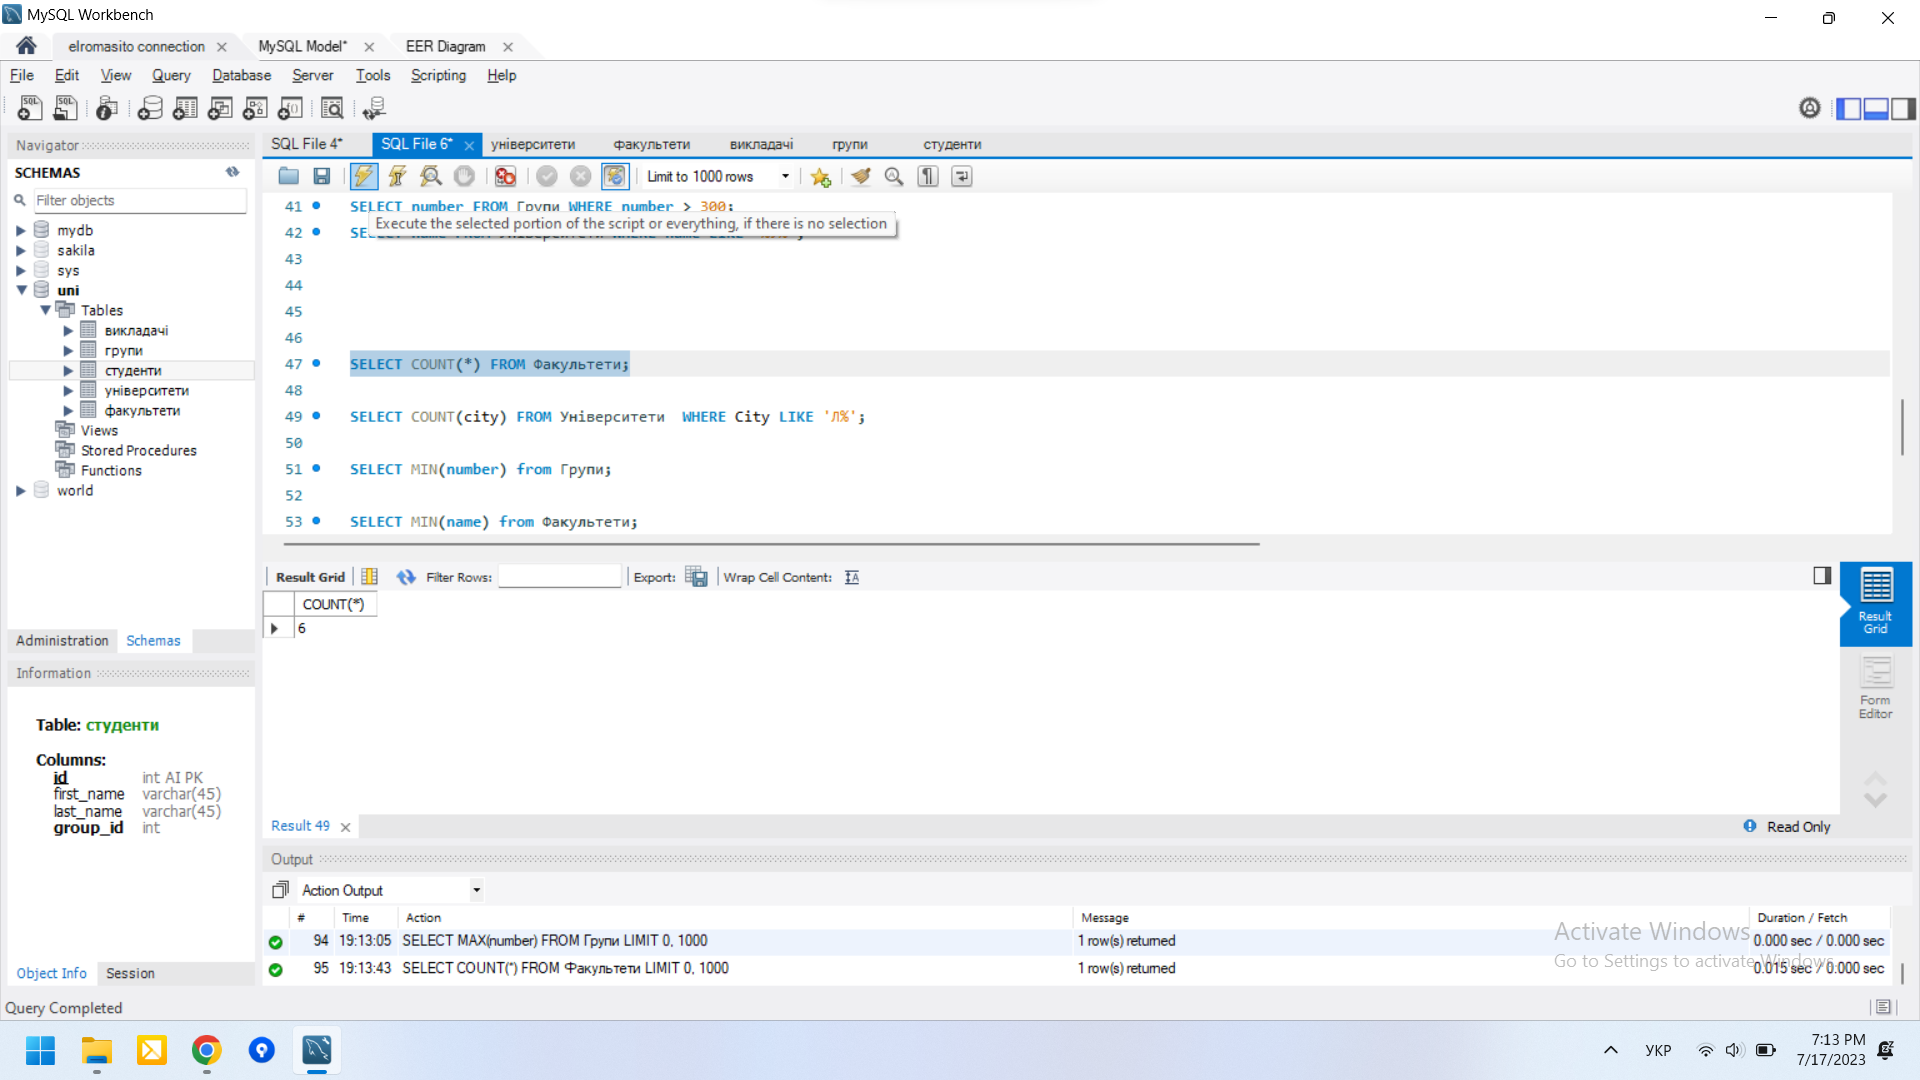 MySQL Workbench
elromasito connection
MySQL Model*
EER Diagram
File Edit View Query Database Server Tools Scripting Help
Navigator
SCHEMAS
Filter objects
mydb
sakila
sys
uni
Tables
викладачі
групи
студенти
університети
факультети
Views
Stored Procedures
Functions
world
Administration Schemas
Information
Table: студенти
Columns:
id int AI PK
first_name varchar(45)
last_name varchar(45)
group_id int
Object Info Session
SQL File 4* SQL File 6* університети факультети викладачі групи студенти
Limit to 1000 rows
41 SELECT number FROM Групи WHERE number > 300;
Execute the selected portion of the script or everything, if there is no selection
42
43
44
45
46
47 SELECT COUNT(*) FROM Факультети;
48
49 SELECT COUNT(city) FROM Університети WHERE City LIKE 'Л%';
50
51 SELECT MIN(number) from Групи;
52
53 SELECT MIN(name) from Факультети;
Result Grid Filter Rows: Export: Wrap Cell Content:
COUNT(*)
6
Result Grid
Form Editor
Result 49
Read Only
Output
Action Output
# Time Action Message Duration / Fetch
94 19:13:05 SELECT MAX(number) FROM Групи LIMIT 0, 1000 1 row(s) returned 0.000 sec / 0.000 sec
95 19:13:43 SELECT COUNT(*) FROM Факультети LIMIT 0, 1000 1 row(s) returned 0.015 sec / 0.000 sec
Activate Windows
Go to Settings to activate Windows.
Query Completed
УКР
7:13 PM
7/17/2023